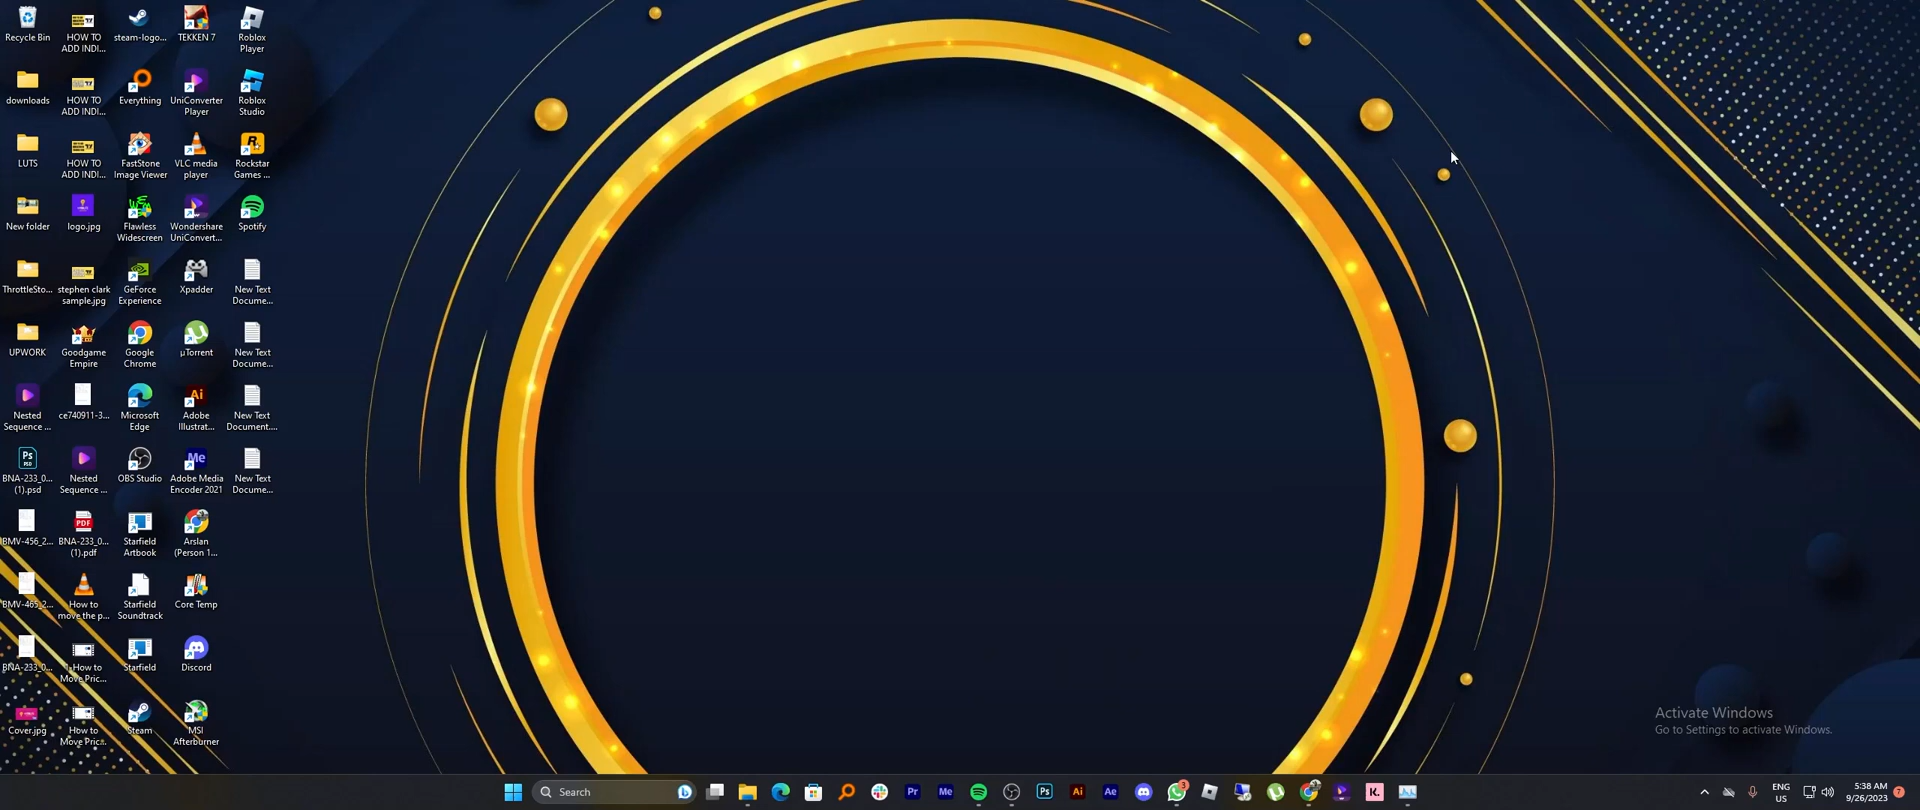 Recycle Bin
HOW TO
ADD INDI...
steam-logo...
TEKKEN 7
Roblox
Player
downloads
HOW TO
ADD INDI...
Everything
UniConverter
Player
Roblox
Studio
LUTS
HOW TO
ADD INDI...
FastStone
Image Viewer
VLC media
player
Rockstar
Games ...
New folder
logo.jpg
Flawless
Widescreen
Wondershare
UniConvert...
Spotify
ThrottleSto...
stephen clark
sample.jpg
GeForce
Experience
Xpadder
New Text
Docume...
UPWORK
Goodgame
Empire
Google
Chrome
µTorrent
New Text
Docume...
Nested
Sequence ...
ce740911-3...
Microsoft
Edge
Adobe
Illustrat...
New Text
Document....
BNA-233_0...
(1).psd
Nested
Sequence ...
OBS Studio
Adobe Media
Encoder 2021
New Text
Docume...
BMV-456_2...
BNA-233_0...
(1).pdf
Starfield
Artbook
Arslan
(Person 1...
BMV-465_2...
How to
move the p...
Starfield
Soundtrack
Core Temp
BNA-233_0...
1-How to
Move Pric...
Starfield
Discord
Cover.jpg
How to
Move Pric...
Steam
MSI
Afterburner
Activate Windows
Go to Settings to activate Windows.
Search
ENG
US
5:38 AM
9/26/2023